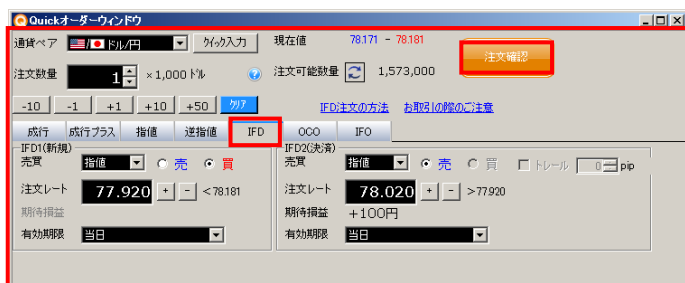 Quickオーダーウィンドウ
通貨ペア ドル/円 クイック入力 現在値 78.171 - 78.181 注文確認
注文数量 1 ×1,000ドル 注文可能数量 1,573,000
-10 -1 +1 +10 +50 クリア IFD注文の方法 お取引の際のご注意
成行 成行プラス 指値 逆指値 IFD OCO IFO
IFD1(新規) IFD2(決済)
売買 指値 売 買 売買 指値 売 買 トレール 0 pip
注文レート 77.920 + - <78.181 注文レート 78.020 + - >77.920
期待損益 期待損益 +100円
有効期限 当日 有効期限 当日